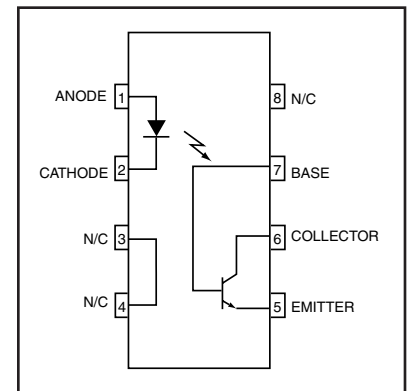 ANODE 1
8 N/C
CATHODE 2
7 BASE
N/C 3
6 COLLECTOR
N/C 4
5 EMITTER